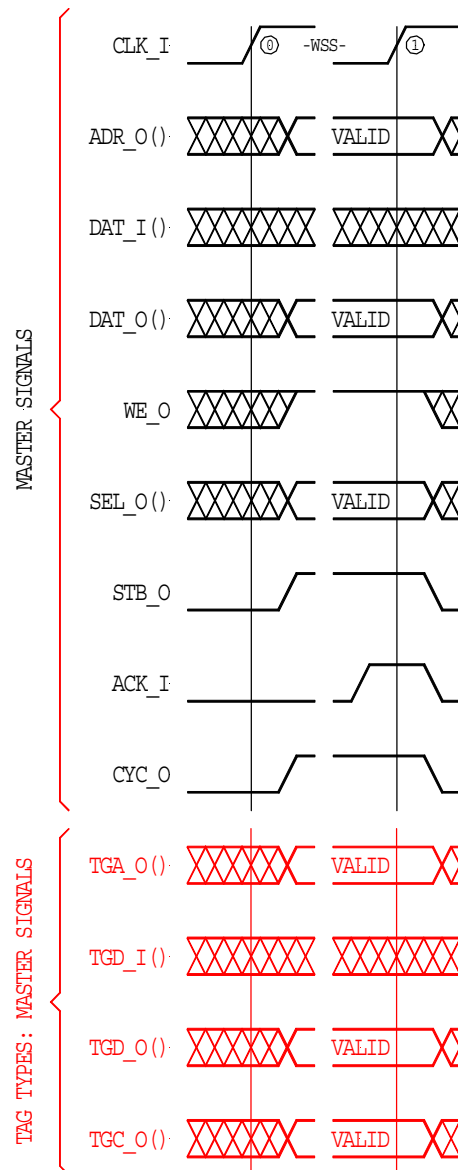 CLK_I
0
-WSS-
1
ADR_O()
VALID
DAT_I()
DAT_O()
VALID
WE_O
SEL_O()
VALID
STB_O
ACK_I
CYC_O
MASTER SIGNALS
TGA_O()
VALID
TGD_I()
TGD_O()
VALID
TGC_O()
VALID
TAG TYPES: MASTER SIGNALS